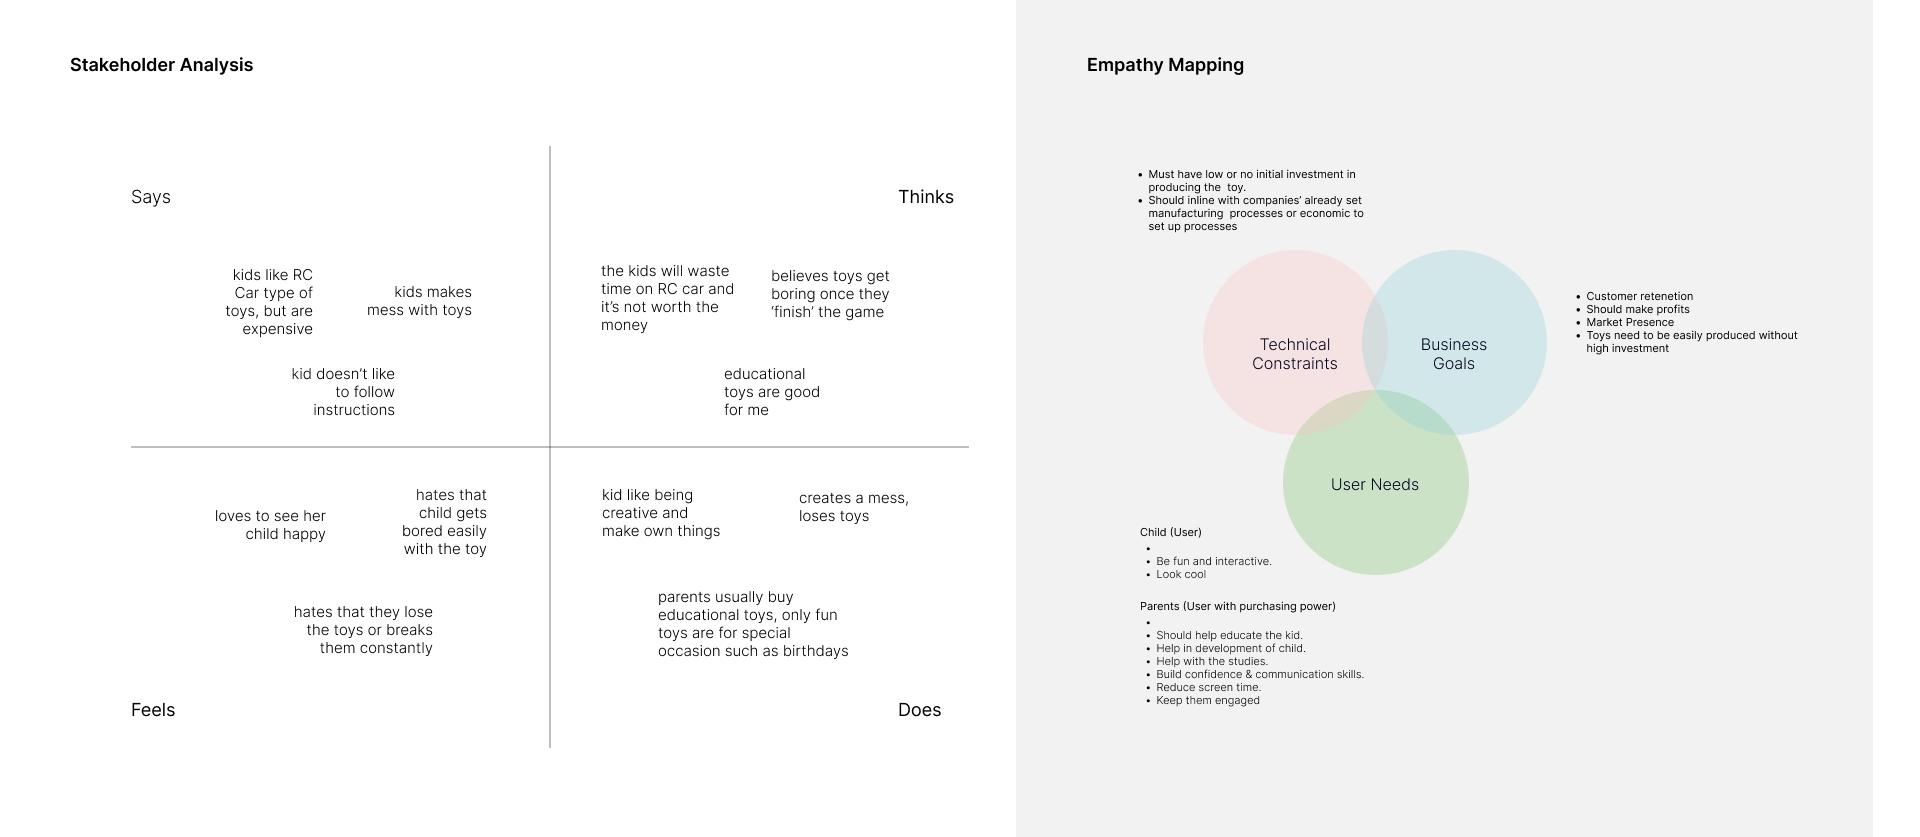 Stakeholder Analysis
Says
Thinks
kids like RC
Car type of
toys, but are
expensive
kids makes
mess with toys
kid doesn’t like
to follow
instructions
the kids will waste
time on RC car and
it’s not worth the
money
believes toys get
boring once they
‘finish’ the game
educational
toys are good
for me
loves to see her
child happy
hates that
child gets
bored easily
with the toy
hates that they lose
the toys or breaks
them constantly
kid like being
creative and
make own things
creates a mess,
loses toys
parents usually buy
educational toys, only fun
toys are for special
occasion such as birthdays
Feels
Does
Empathy Mapping
• Must have low or no initial investment in
producing the  toy.
• Should inline with companies’ already set
manufacturing  processes or economic to
set up processes
Technical
Constraints
Business
Goals
• Customer retenetion
• Should make profits
• Market Presence
• Toys need to be easily produced without
high investment
User Needs
Child (User)
•
• Be fun and interactive.
• Look cool
Parents (User with purchasing power)
•
• Should help educate the kid.
• Help in development of child.
• Help with the studies.
• Build confidence & communication skills.
• Reduce screen time.
• Keep them engaged